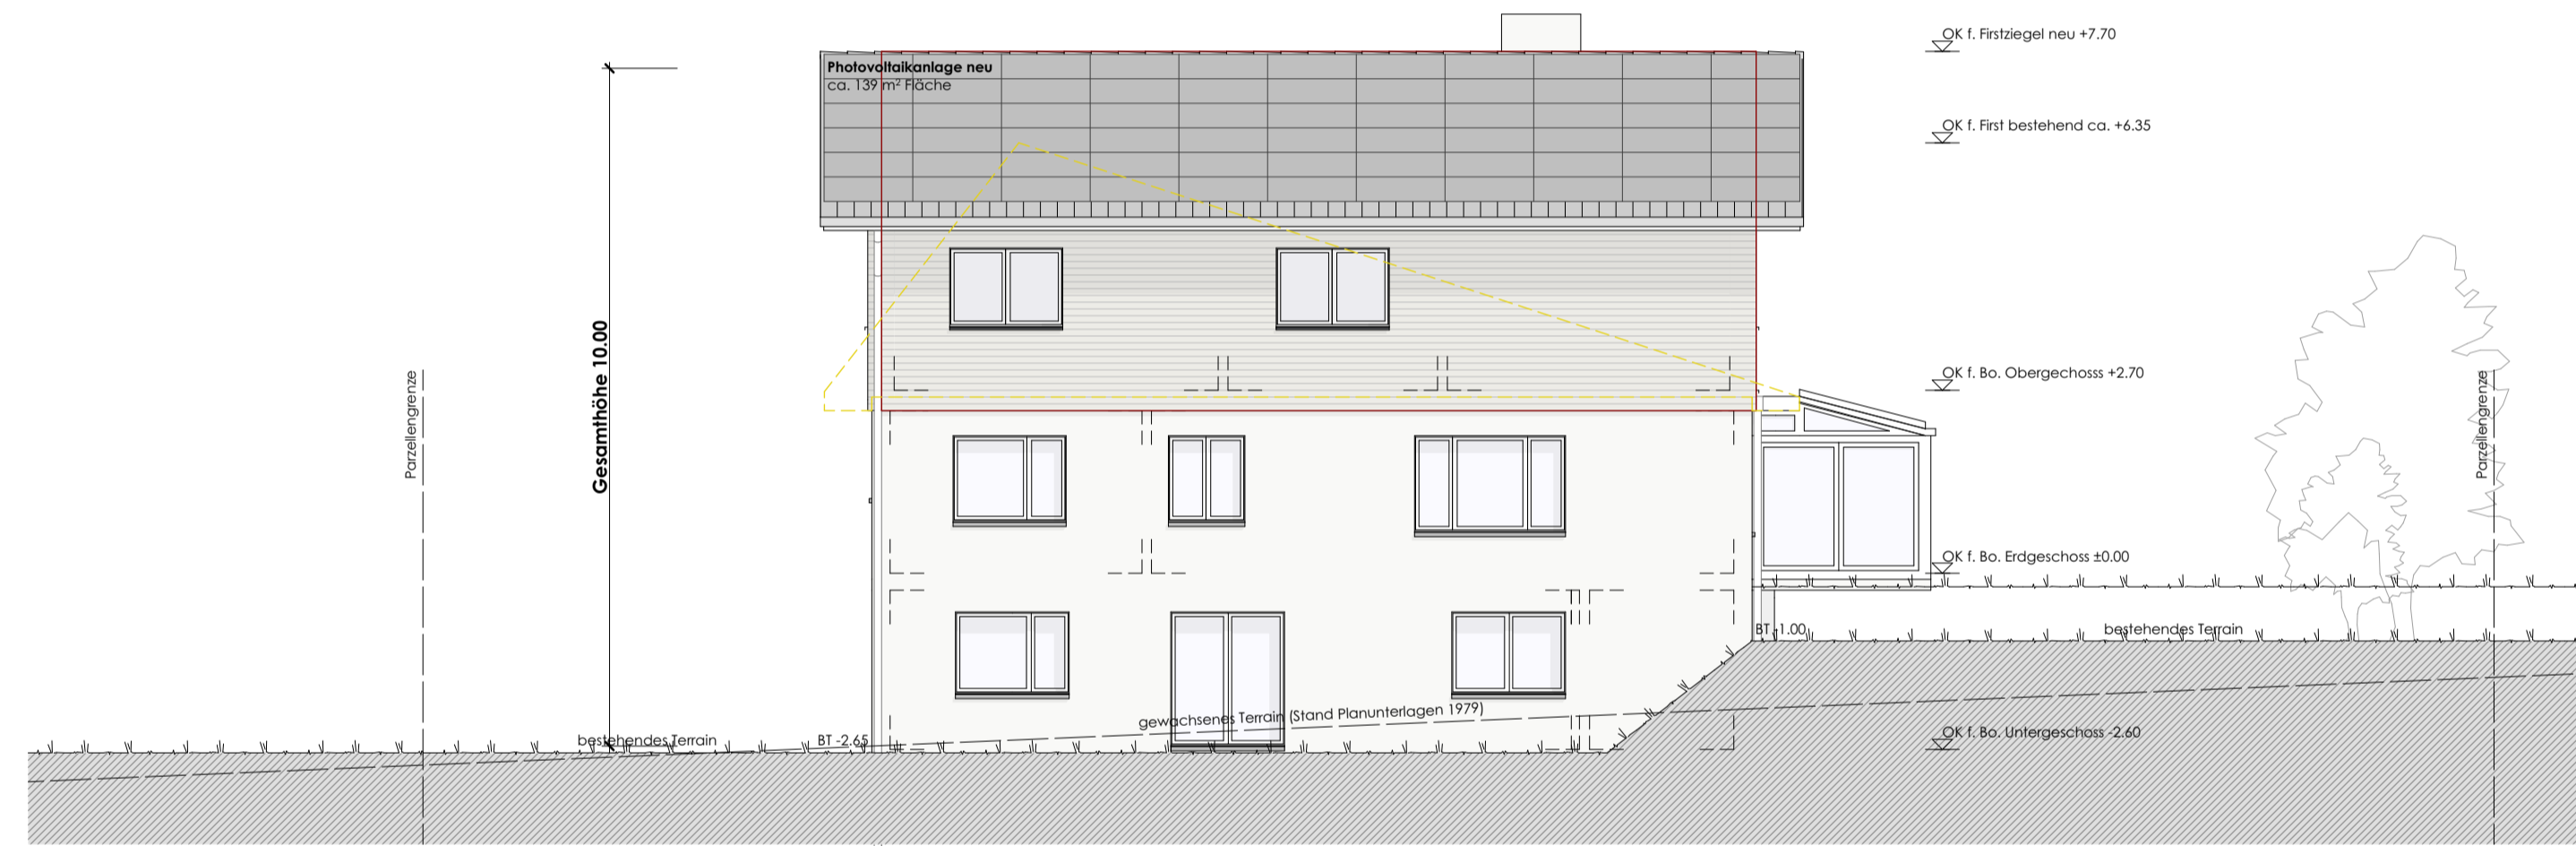 OK f. Firstziegel neu +7.70
Photovoltaikanlage neu
ca. 139 m² Fläche
OK f. First bestehend ca. +6.35
Gesamthöhe 10.00
Parzellengrenze
OK f. Bo. Obergechosss +2.70
Parzellengrenze
OK f. Bo. Erdgeschoss ±0.00
BT -1.00
bestehendes Terrain
gewachsenes Terrain (Stand Planunterlagen 1979)
bestehendes Terrain
BT -2.65
OK f. Bo. Untergeschoss -2.60